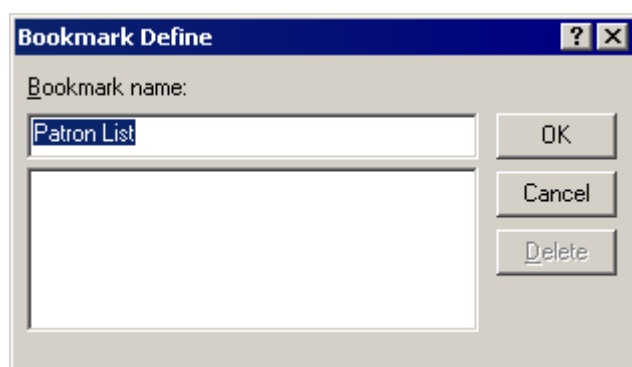 Bookmark Define
Bookmark name:
Patron List
OK
Cancel
Delete